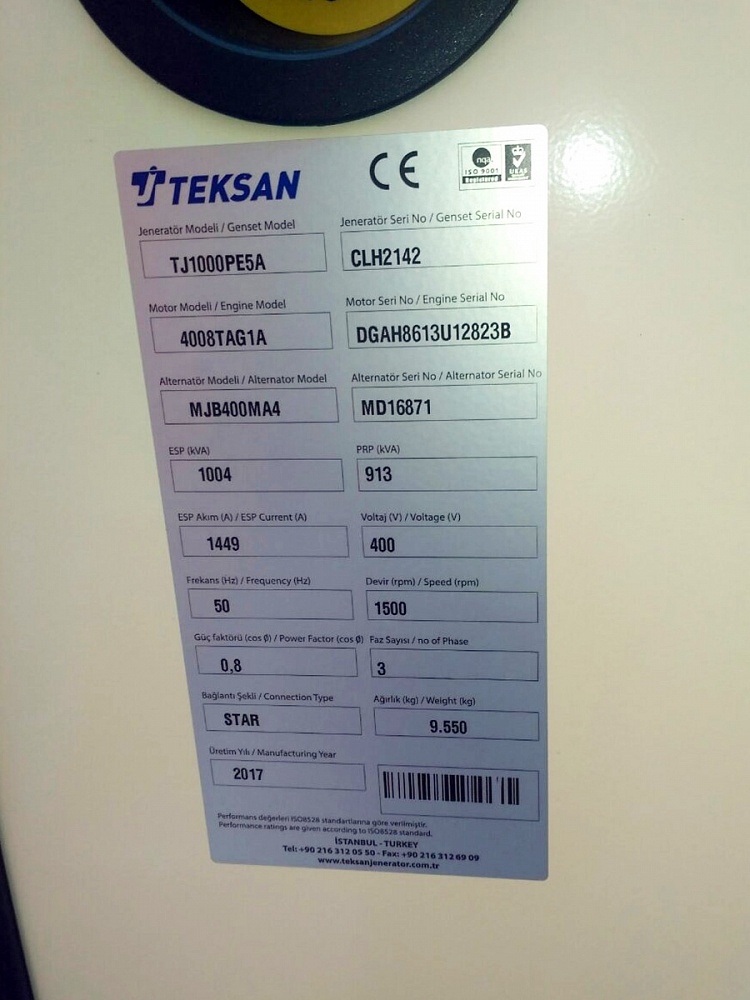 TEKSAN
CE
nqa.
ISO 9001
Registered
UKAS
Jeneratör Modeli / Genset Model
Jeneratör Seri No / Genset Serial No
TJ1000PE5A
CLH2142
Motor Modeli / Engine Model
Motor Seri No / Engine Serial No
4008TAG1A
DGAH8613U12823B
Alternatör Modeli / Alternator Model
Alternatör Seri No / Alternator Serial No
MJB400MA4
MD16871
ESP (kVA)
PRP (kVA)
1004
913
ESP Akım (A) / ESP Current (A)
Voltaj (V) / Voltage (V)
1449
400
Frekans (Hz) / Frequency (Hz)
Devir (rpm) / Speed (rpm)
50
1500
Güç faktörü (cos Ø) / Power Factor (cos Ø)
Faz Sayısı / no of Phase
0,8
3
Bağlantı Şekli / Connection Type
Ağırlık (kg) / Weight (kg)
STAR
9.550
Üretim Yılı / Manufacturing Year
2017
Performans değerleri ISO8528 standartlarına göre verilmiştir.
Performance ratings are given according to ISO8528 standard.
İSTANBUL - TURKEY
Tel: +90 216 312 05 50 - Fax: +90 216 312 69 09
www.teksanjenerator.com.tr